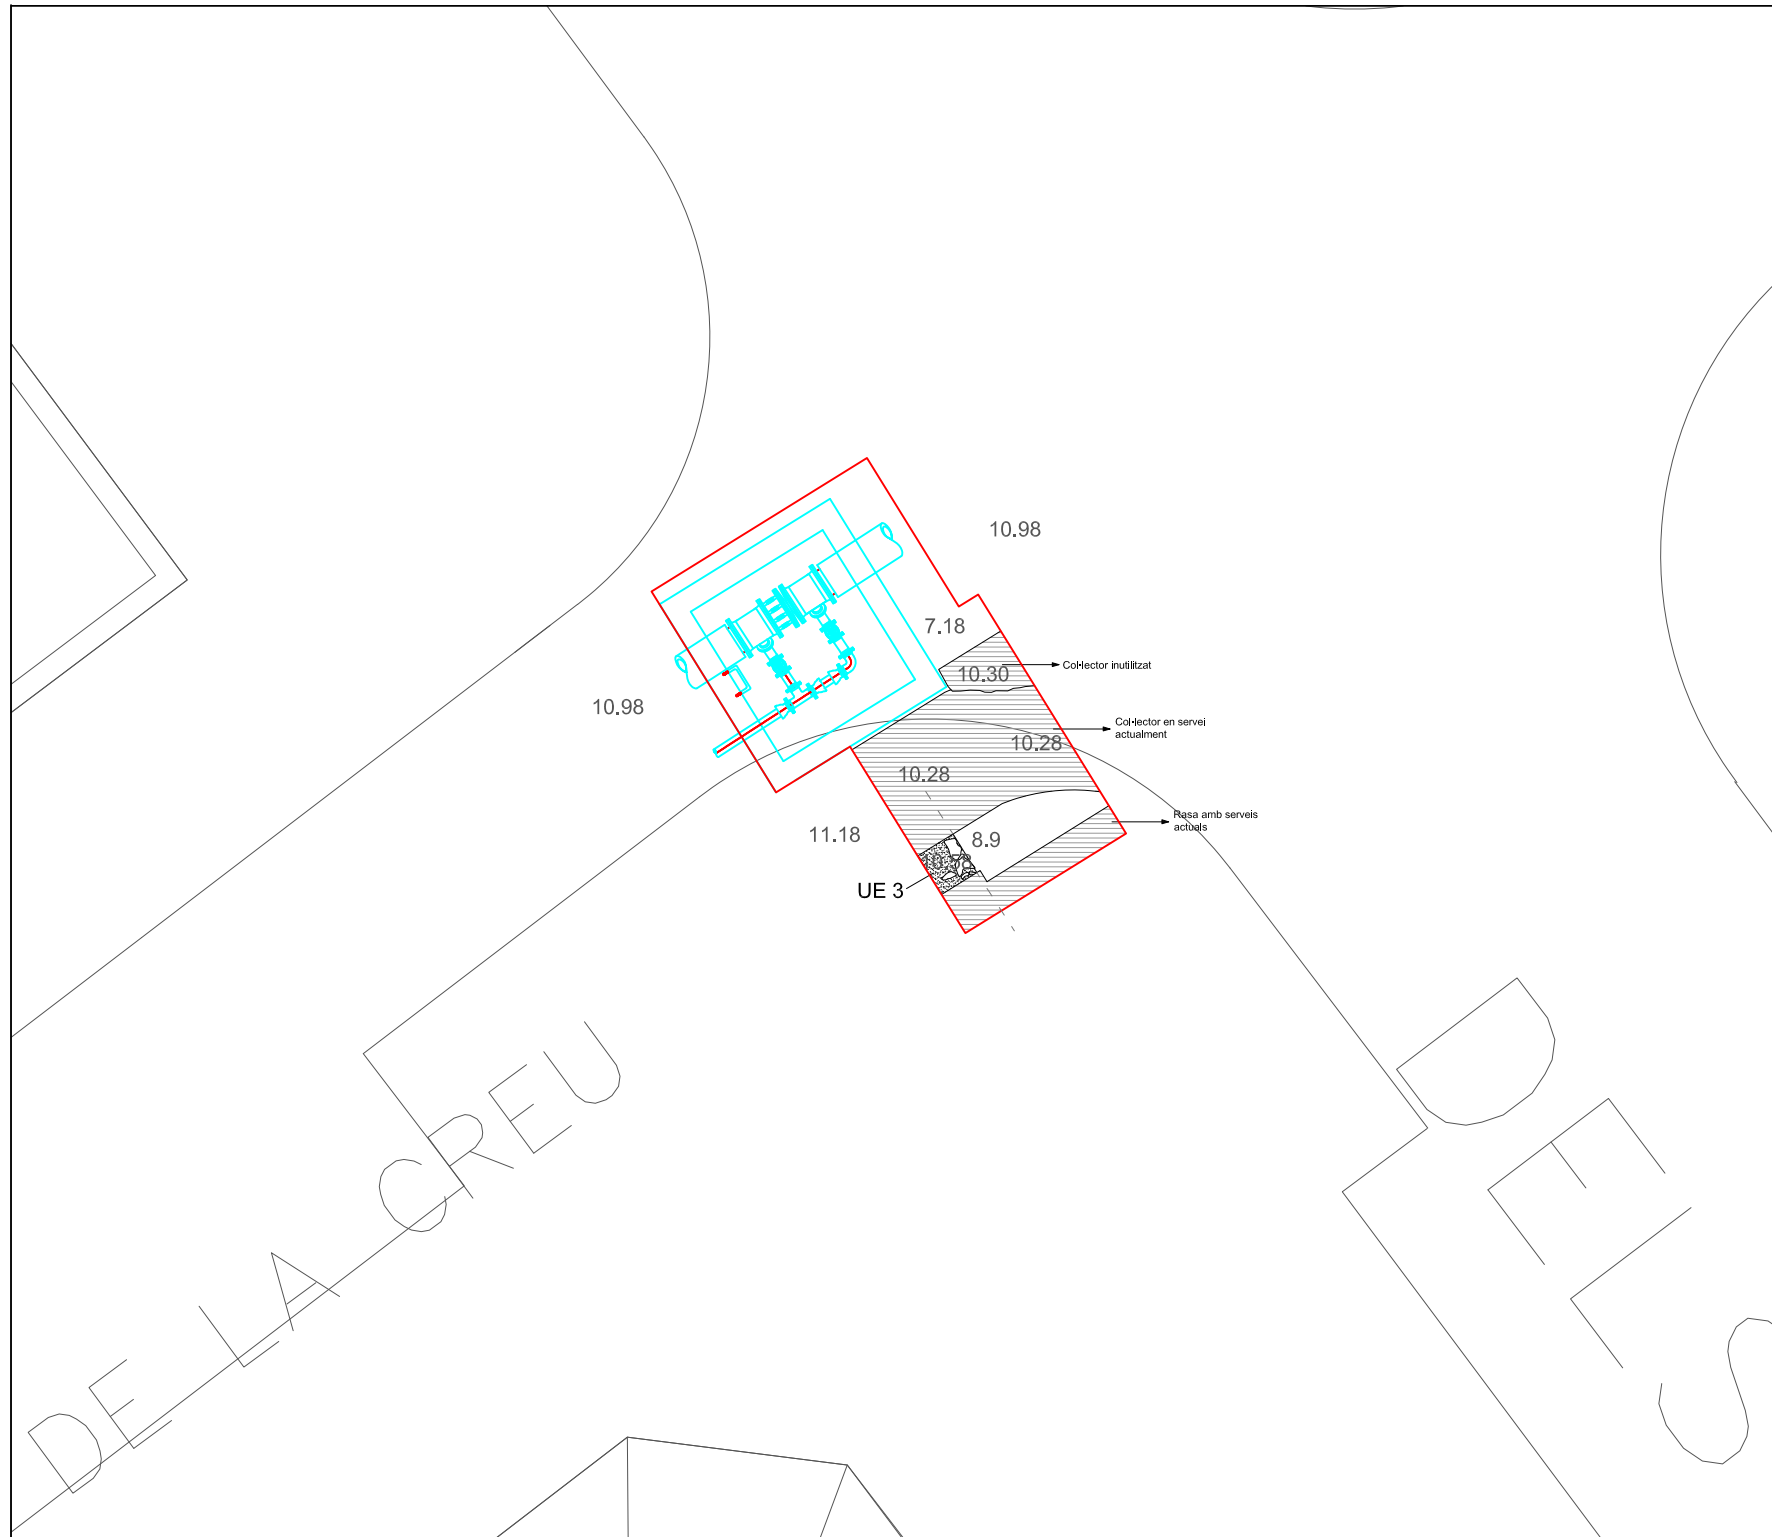 10.98
7.18
Col·lector inutilitzat
10.30
10.98
Col·lector en servei
actualment
10.28
10.28
Rasa amb serveis
actuals
11.18
8.9
UE 3
DE LA CREU
DELS